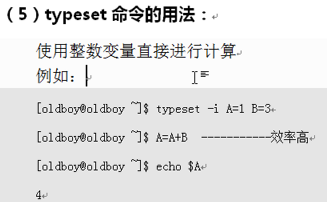 （5）typeset 命令的用法：
使用整数变量直接进行计算
例如：
[oldboy@oldboy ~]$ typeset -i A=1 B=3
[oldboy@oldboy ~]$ A=A+B  -----------效率高
[oldboy@oldboy ~]$ echo $A
4